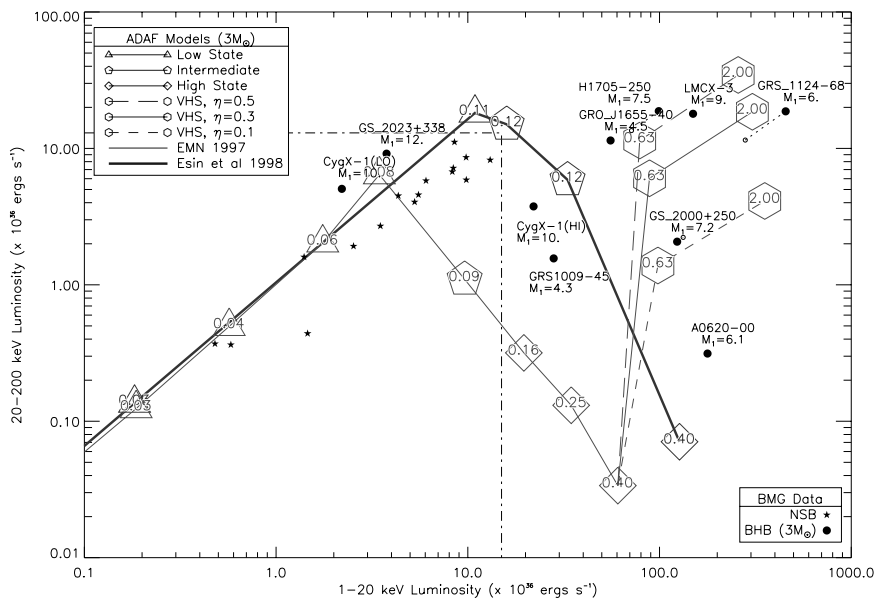 100.00
10.00
1.00
0.10
0.01
20−200 keV Luminosity (x 10³⁶ ergs s⁻¹)
ADAF Models (3M☉)
Low State
Intermediate
High State
VHS, η=0.5
VHS, η=0.3
VHS, η=0.1
EMN 1997
Esin et al 1998
GS_2023+338
M₁=12.
CygX−1(LO)
M₁=10.
H1705−250
M₁=7.5
LMCX−3
M₁=9.
GRS_1124−68
M₁=6.
GRO_J1655−40
M₁=4.5
CygX−1(HI)
M₁=10.
GRS1009−45
M₁=4.3
GS_2000+250
M₁=7.2
A0620−00
M₁=6.1
2.00
2.00
2.00
0.63
0.63
0.63
0.11
0.12
0.12
0.06
0.04
0.03
0.09
0.16
0.25
0.40
0.40
BMG Data
NSB
BHB (3M☉)
0.1
1.0
10.0
100.0
1000.0
1−20 keV Luminosity (x 10³⁶ ergs s⁻¹)